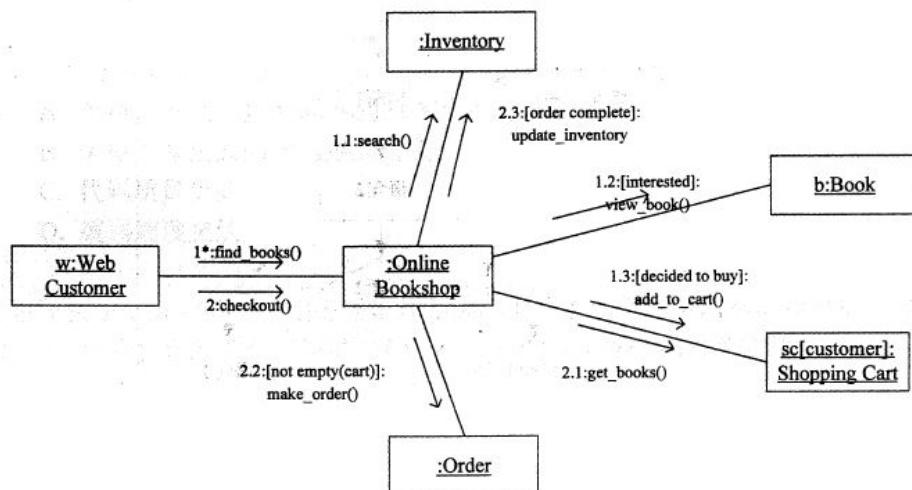 :Inventory
1.1:search()
2.3:[order complete]:
update_inventory
1.2:[interested]:
view_book()
b:Book
w:Web
Customer
1*:find_books()
2:checkout()
:Online
Bookshop
1.3:[decided to buy]:
add_to_cart()
sc[customer]:
Shopping Cart
2.1:get_books()
2.2:[not empty(cart)]:
make_order()
:Order